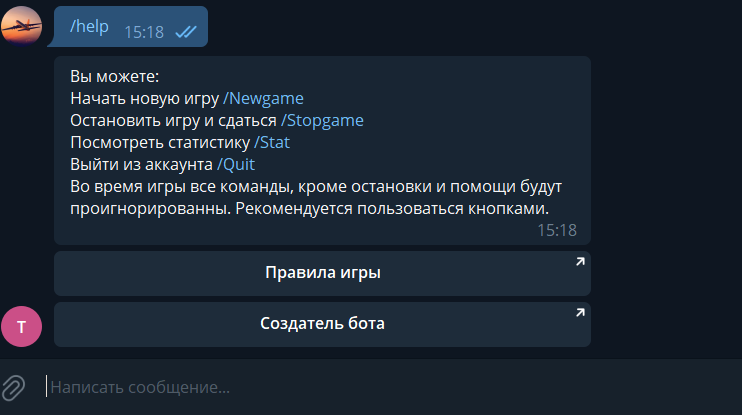 /help
15:18
Вы можете:
Начать новую игру /Newgame
Остановить игру и сдаться /Stopgame
Посмотреть статистику /Stat
Выйти из аккаунта /Quit
Во время игры все команды, кроме остановки и помощи будут
проигнорированны. Рекомендуется пользоваться кнопками.
15:18
Правила игры
Т
Создатель бота
Написать сообщение...